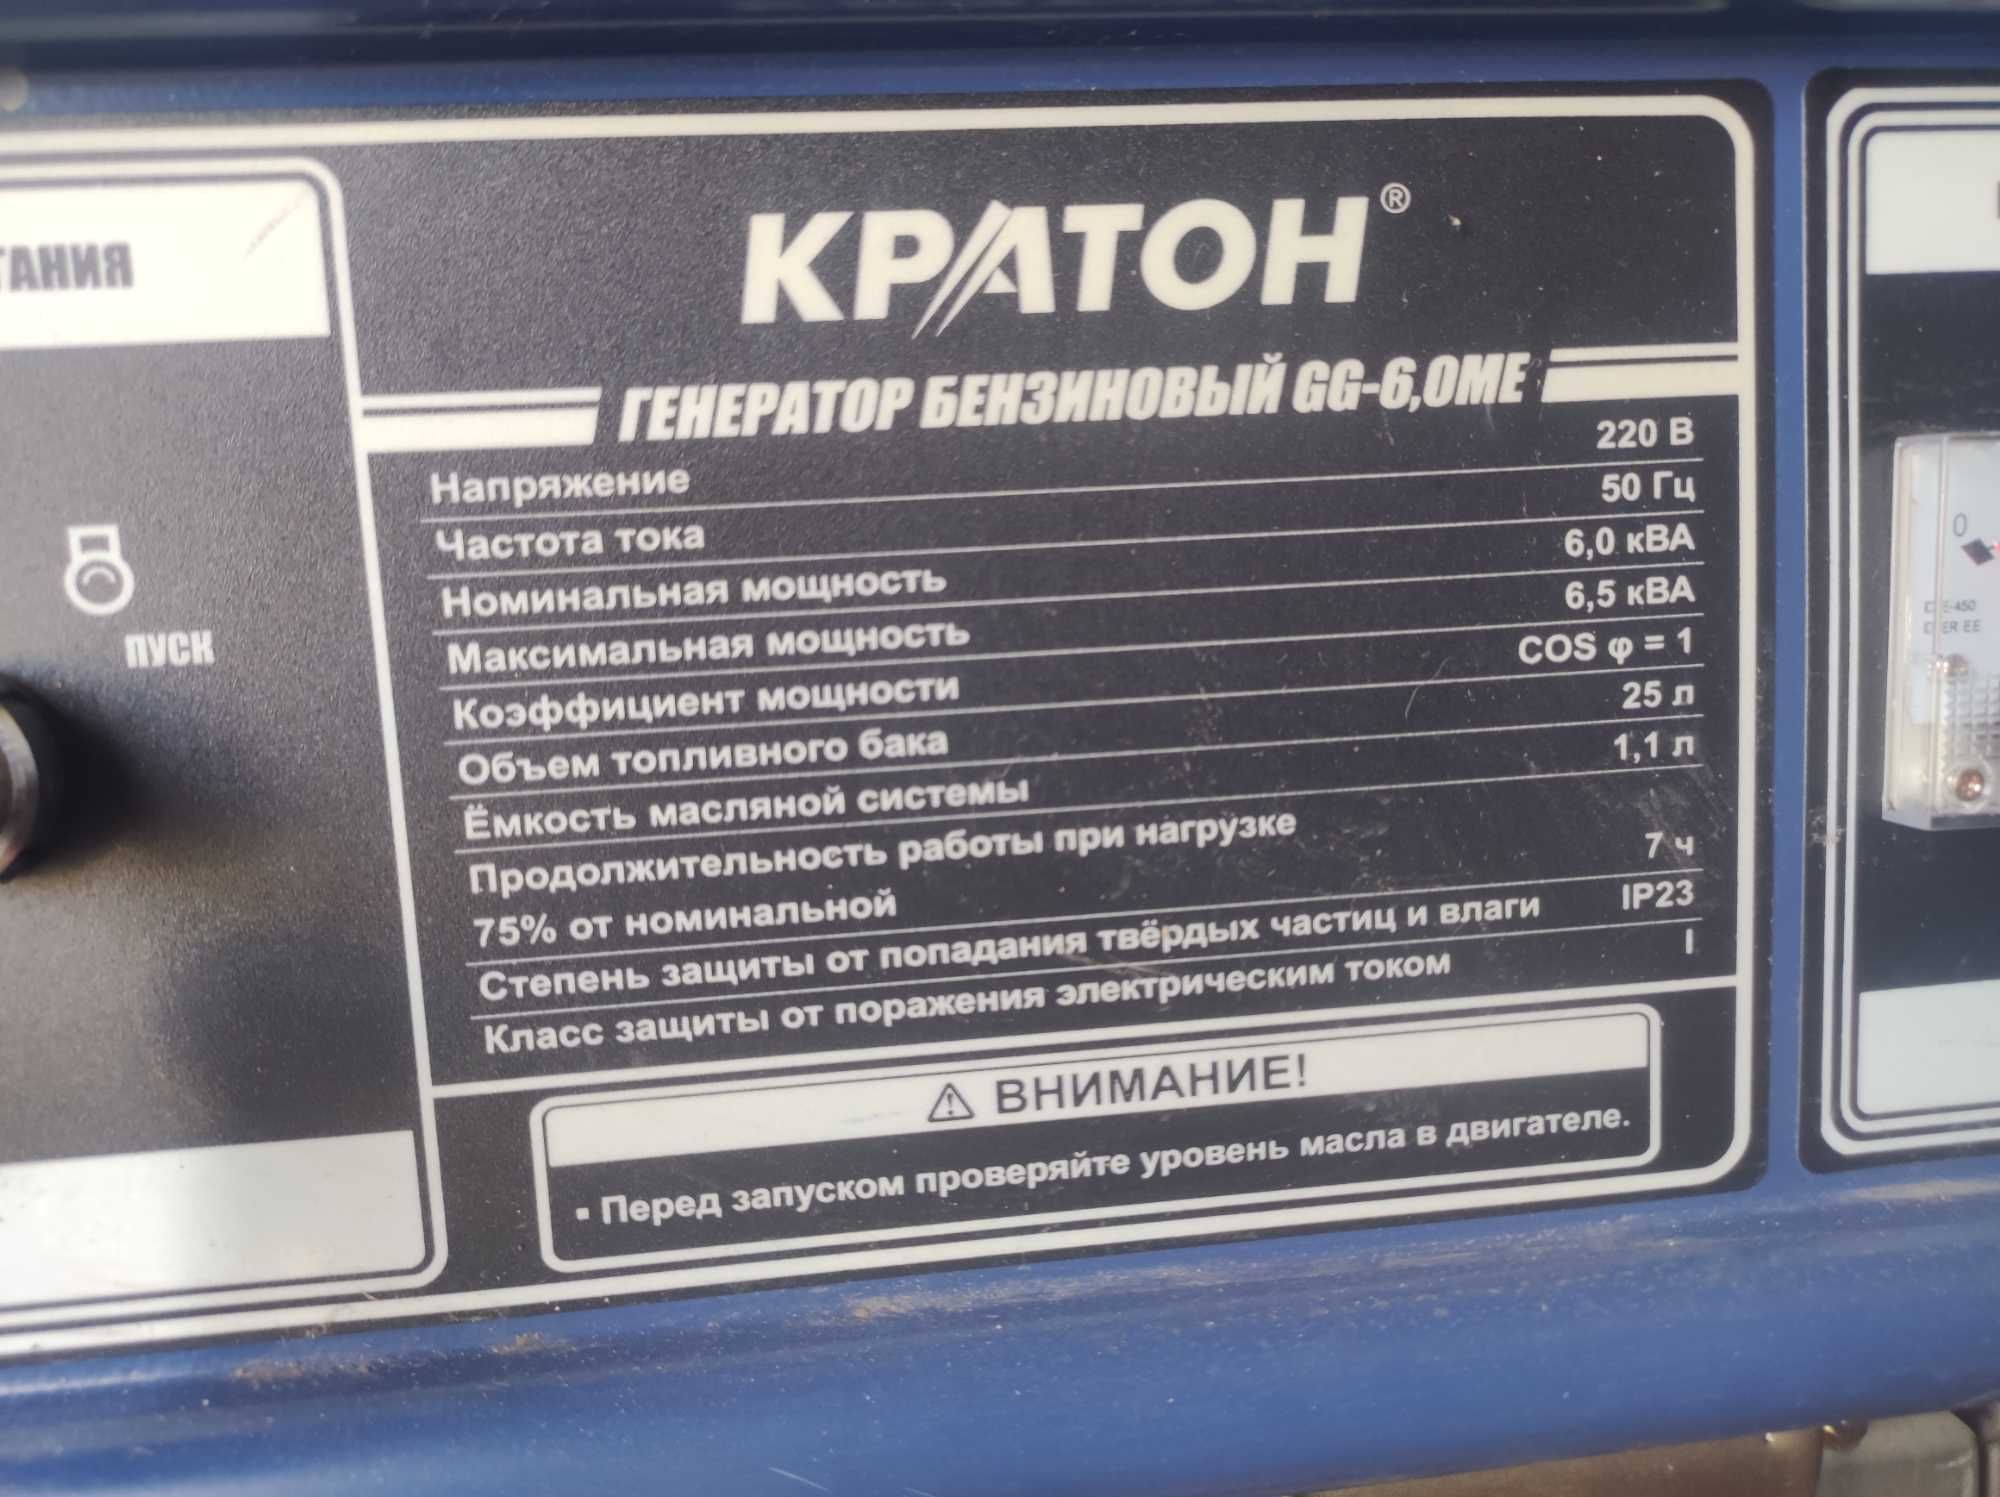 КРАТОН®
ГЕНЕРАТОР БЕНЗИНОВЫЙ GG-6,0ME
Напряжение 220 В
Частота тока 50 Гц
Номинальная мощность 6,0 кВА
Максимальная мощность 6,5 кВА
Коэффициент мощности COS φ = 1
Объем топливного бака 25 л
Ёмкость масляной системы 1,1 л
Продолжительность работы при нагрузке
75% от номинальной 7 ч
Степень защиты от попадания твёрдых частиц и влаги IP23
Класс защиты от поражения электрическим током I
⚠ ВНИМАНИЕ!
▪ Перед запуском проверяйте уровень масла в двигателе.
ПУСК
0